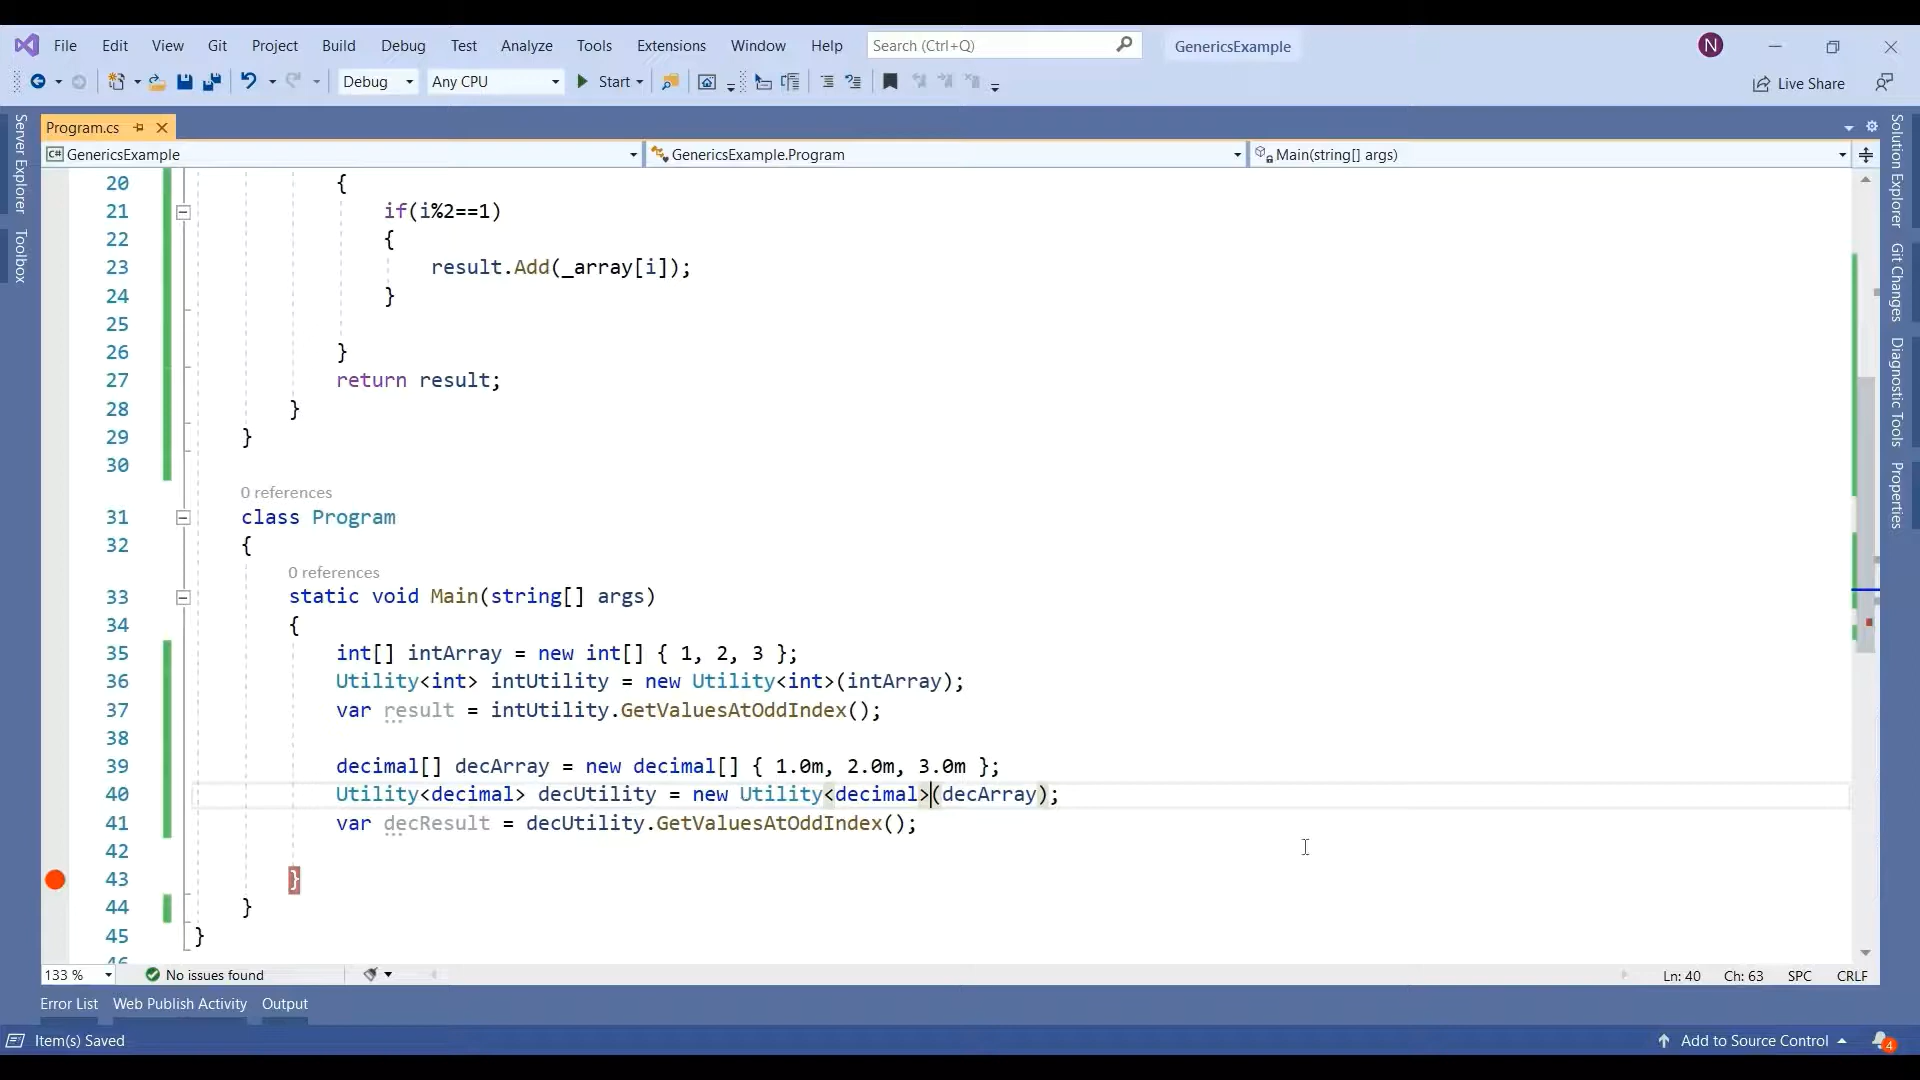 File Edit View Git Project Build Debug Test Analyze Tools Extensions Window Help Search (Ctrl+Q) GenericsExample N
Debug Any CPU Start Live Share
Server Explorer
Toolbox
Program.cs
GenericsExample GenericsExample.Program Main(string[] args)
20 {
21 if(i%2==1)
22 {
23 result.Add(_array[i]);
24 }
25
26 }
27 return result;
28 }
29 }
30
0 references
31 class Program
32 {
0 references
33 static void Main(string[] args)
34 {
35 int[] intArray = new int[] { 1, 2, 3 };
36 Utility<int> intUtility = new Utility<int>(intArray);
37 var result = intUtility.GetValuesAtOddIndex();
38
39 decimal[] decArray = new decimal[] { 1.0m, 2.0m, 3.0m };
40 Utility<decimal> decUtility = new Utility<decimal>(decArray);
41 var decResult = decUtility.GetValuesAtOddIndex();
42
43 }
44 }
45 }
Solution Explorer
Git Changes
Diagnostic Tools
Properties
133 % No issues found Ln: 40 Ch: 63 SPC CRLF
Error List Web Publish Activity Output
Item(s) Saved Add to Source Control 4